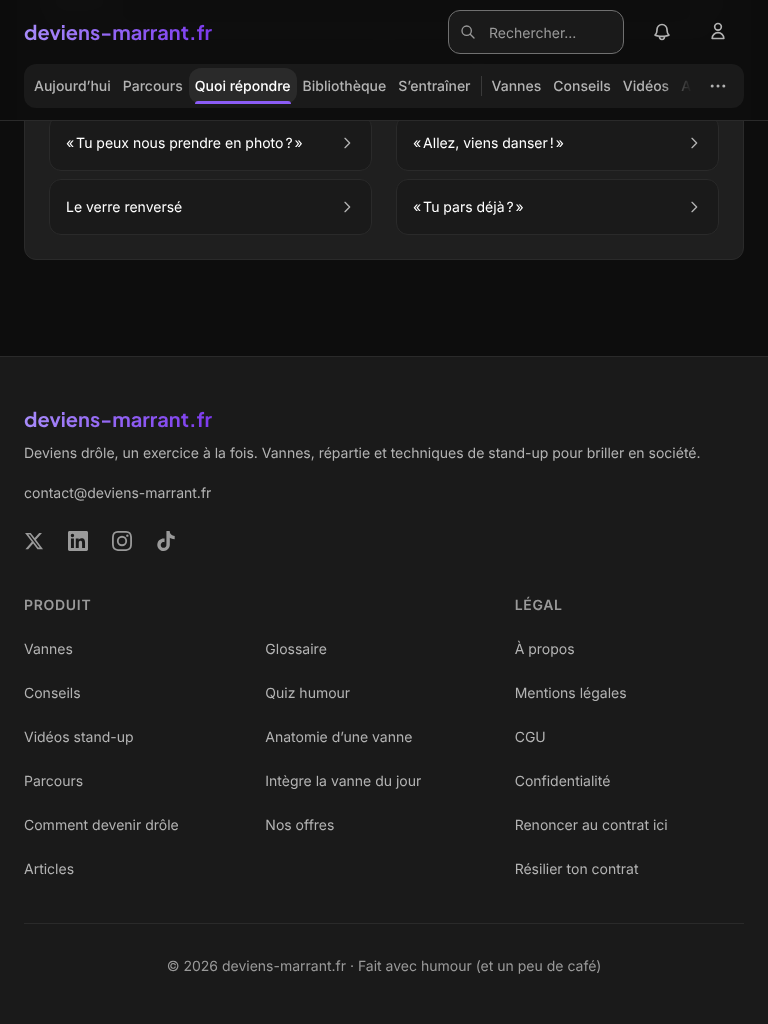 deviens-marrant.fr
Rechercher...
Aujourd’hui Parcours Quoi répondre Bibliothèque S’entraîner Vannes Conseils Vidéos
« Tu peux nous prendre en photo ? »
« Allez, viens danser ! »
Le verre renversé
« Tu pars déjà ? »
deviens-marrant.fr
Deviens drôle, un exercice à la fois. Vannes, répartie et techniques de stand-up pour briller en société.
contact@deviens-marrant.fr
PRODUIT
Vannes
Conseils
Vidéos stand-up
Parcours
Comment devenir drôle
Articles
Glossaire
Quiz humour
Anatomie d’une vanne
Intègre la vanne du jour
Nos offres
LÉGAL
À propos
Mentions légales
CGU
Confidentialité
Renoncer au contrat ici
Résilier ton contrat
© 2026 deviens-marrant.fr · Fait avec humour (et un peu de café)